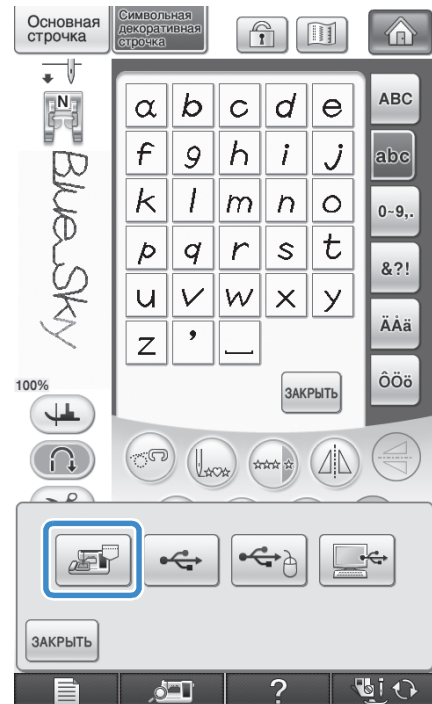 Основная
строчка
Символьная
декоративная
строчка
N
Blue_Sky
100%
a b c d e
f g h i j
k l m n o
p q r s t
u v w x y
z ' _
ЗАКРЫТЬ
ABC
abc
0~9,.
&?!
ÄÅä
ÔÖö
ЗАКРЫТЬ
?